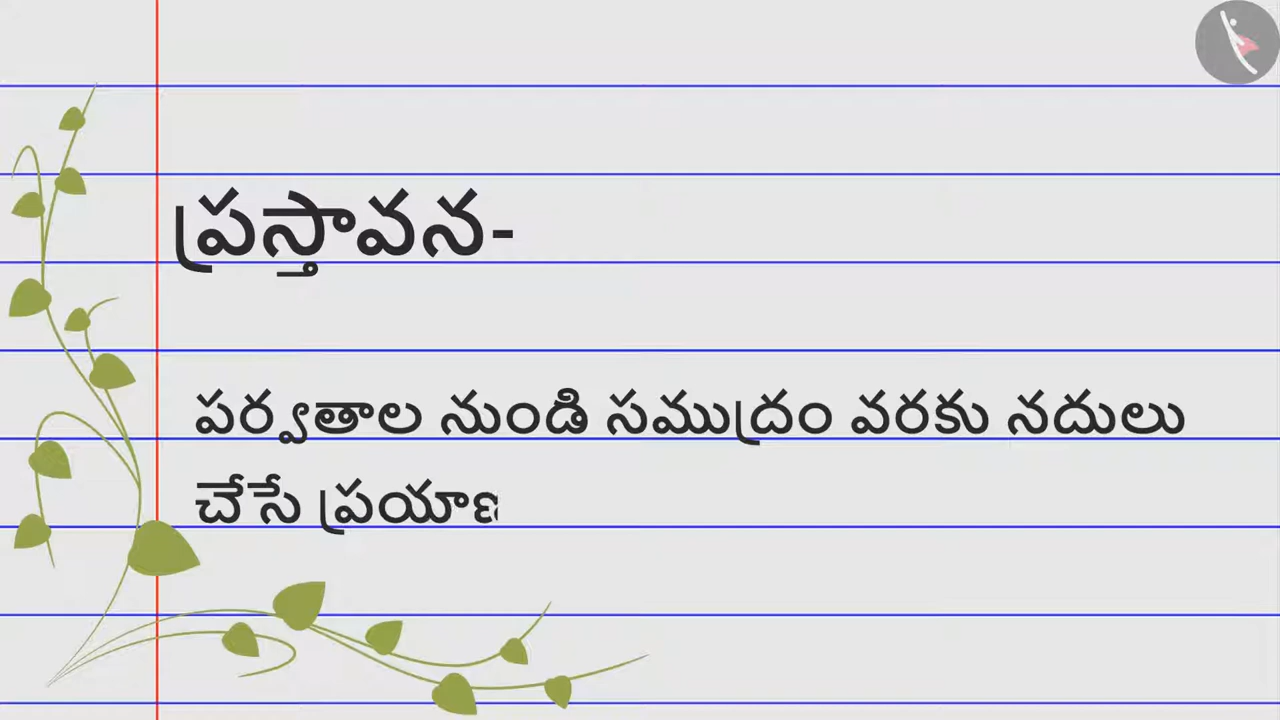 ప్రస్తావన-
పర్వతాల నుండి సముద్రం వరకు నదులు
చేసే